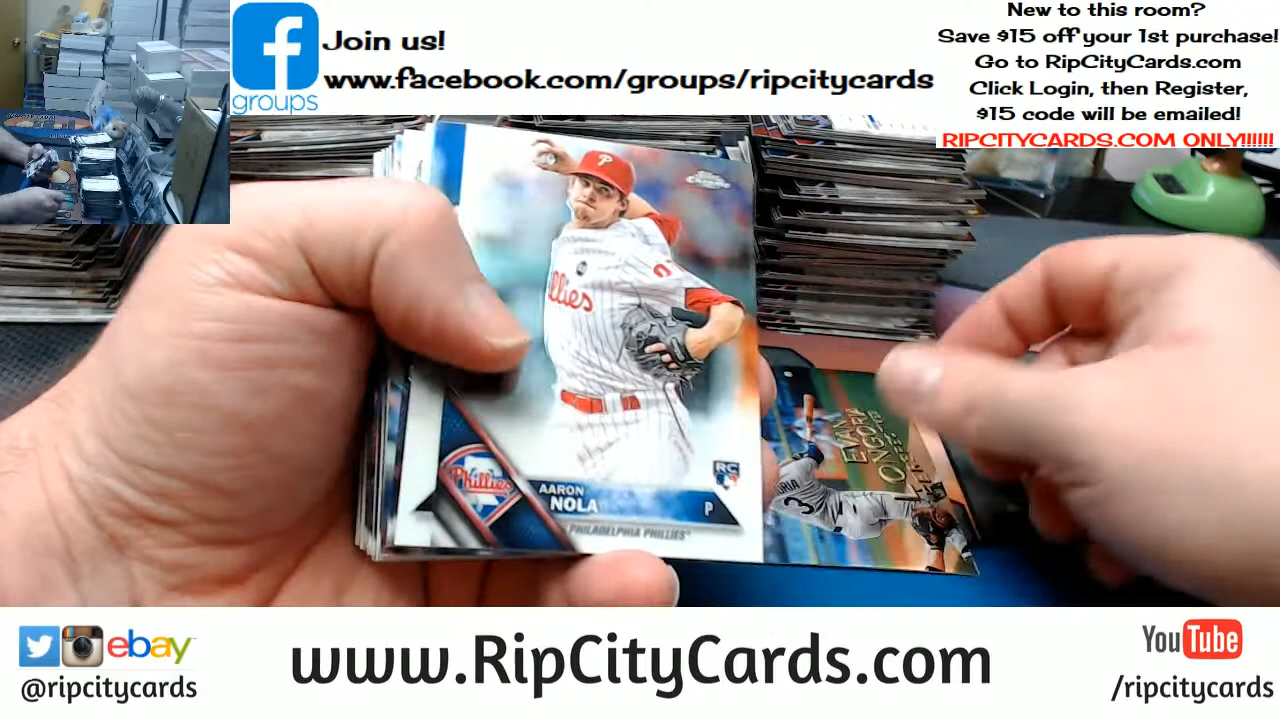 Join us!
www.facebook.com/groups/ripcitycards
groups
New to this room?
Save $15 off your 1st purchase!
Go to RipCityCards.com
Click Login, then Register,
$15 code will be emailed!
RIPCITYCARDS.COM ONLY!!!!!!
P
Chrome
Phillies
AARON
NOLA
P
PHILADELPHIA PHILLIES
RC
EVAN
LONGORIA
3
ebay
@ripcitycards
www.RipCityCards.com
YouTube
/ripcitycards